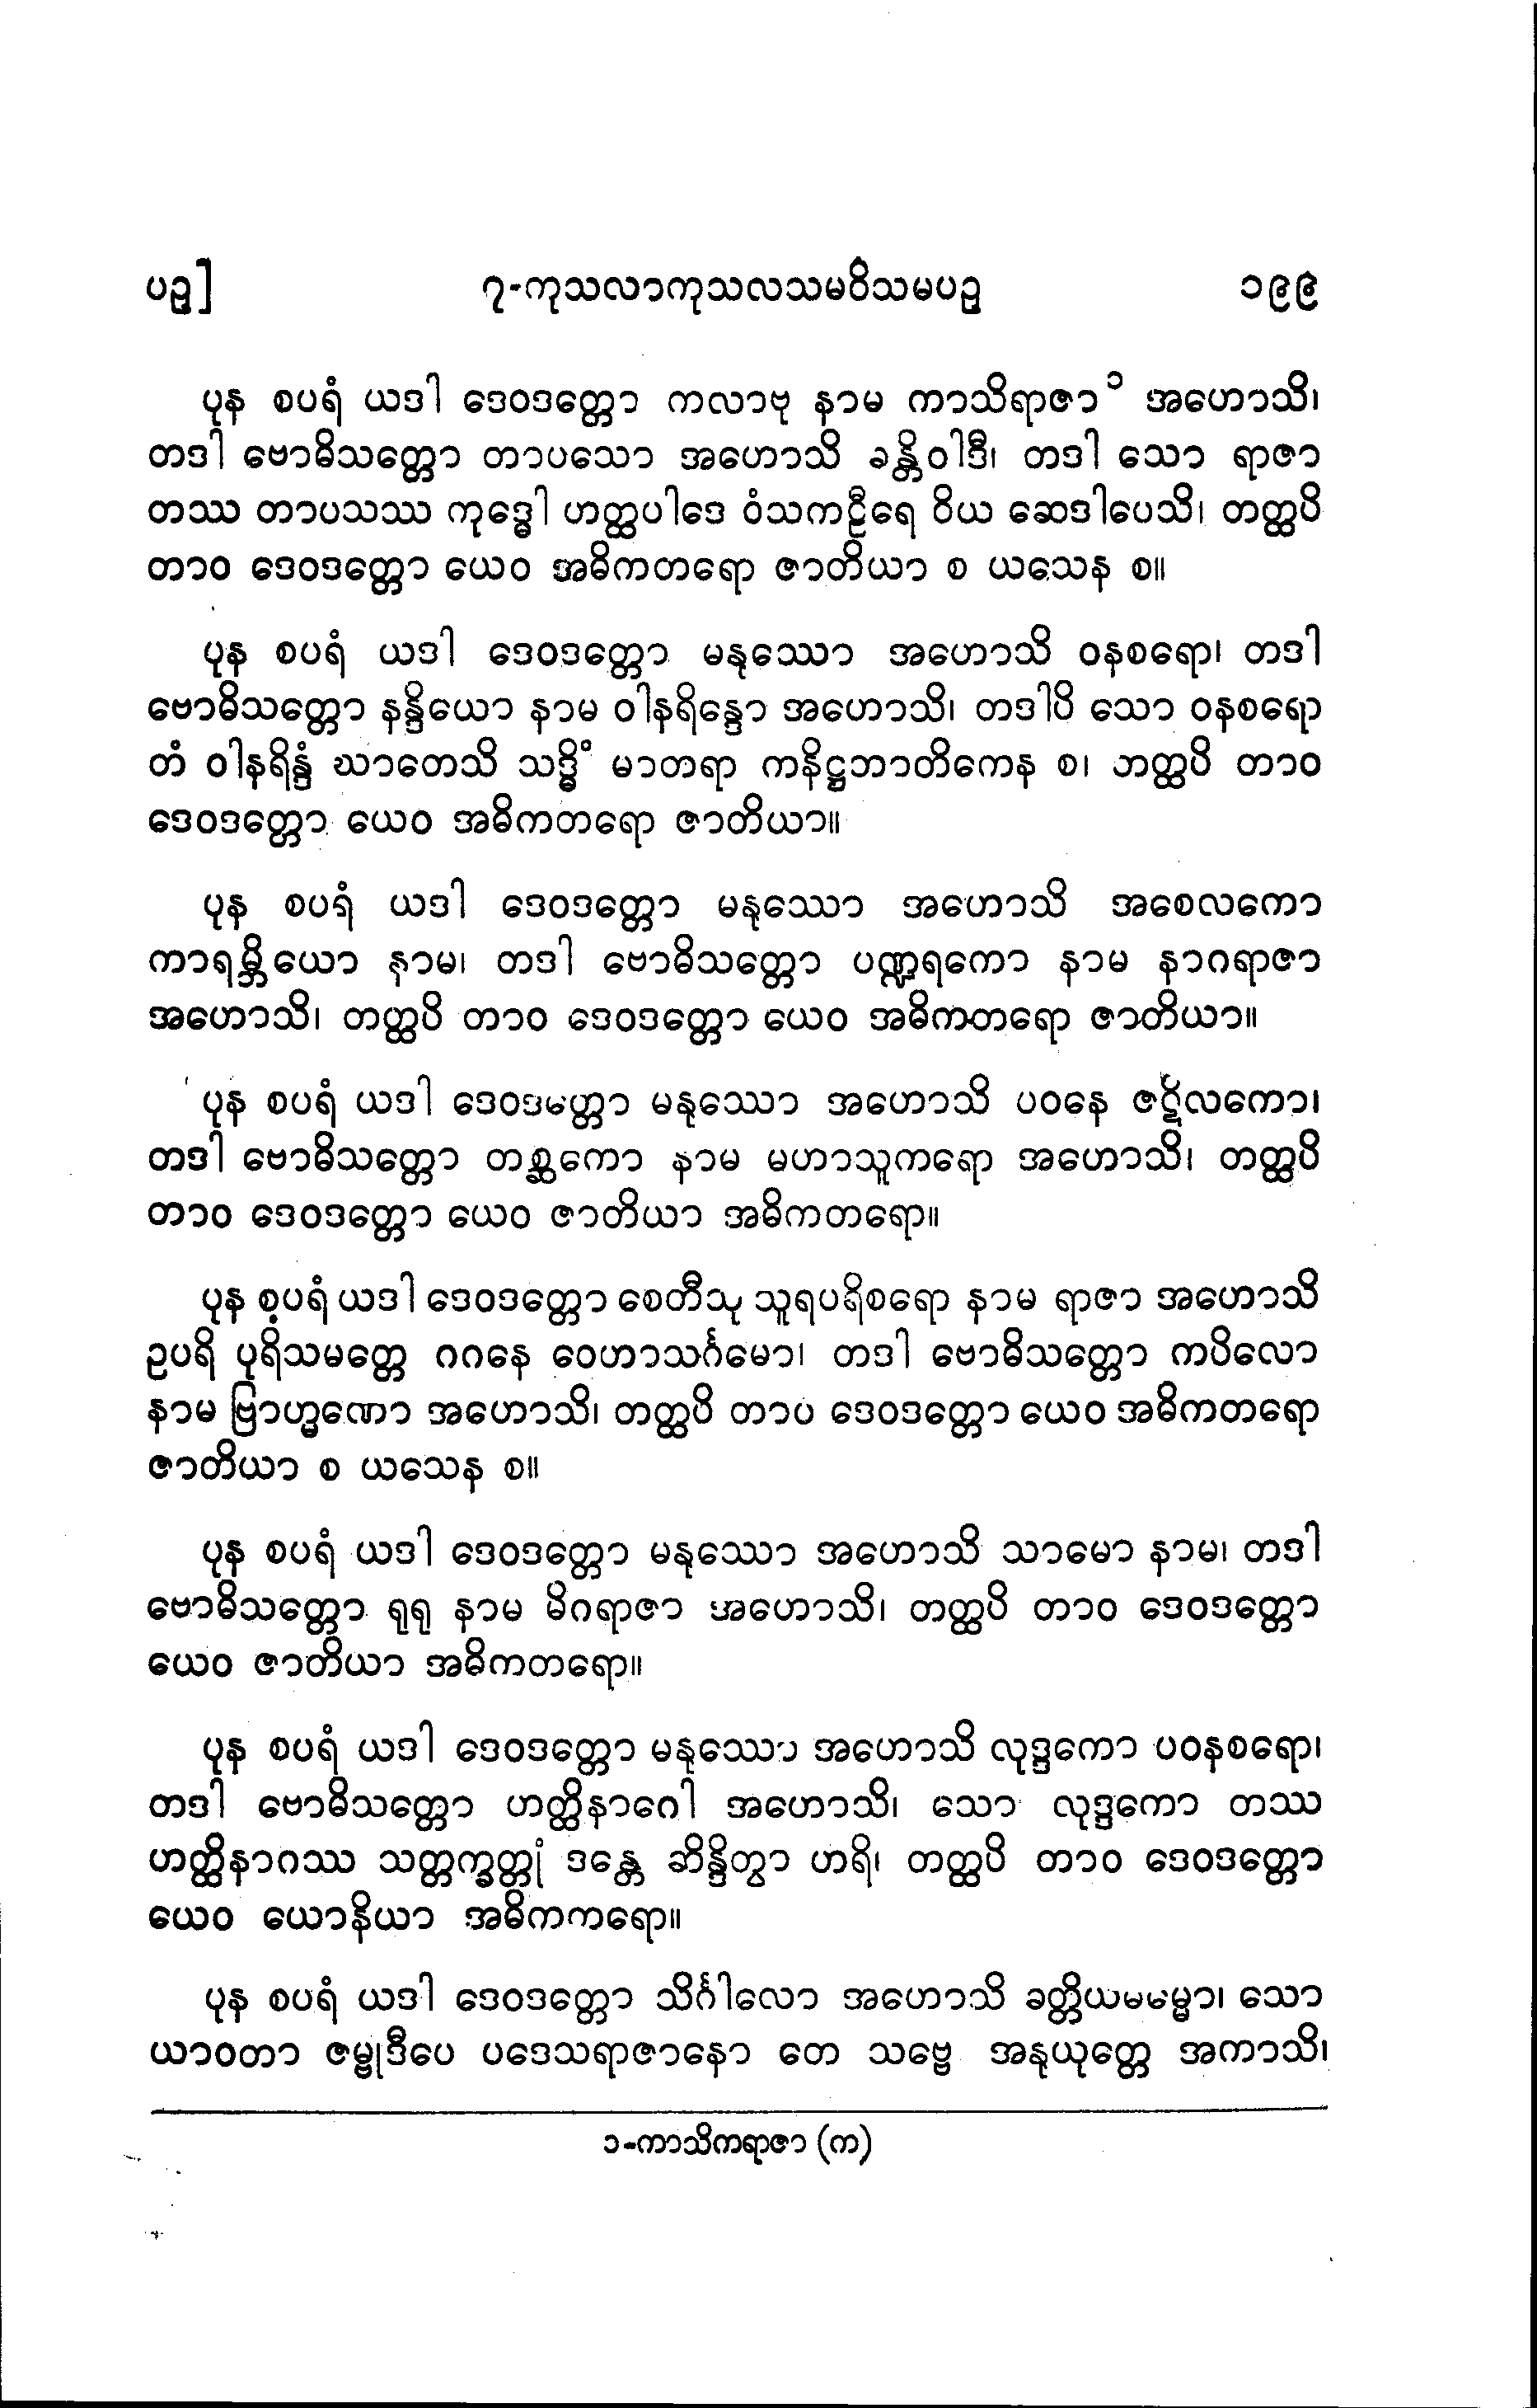 ပဥှ]
၇-ကုသလာကုသလသမဝိသမပဥှ
၁၉၉
ပုန စပရံ ယဒါ ဒေဝဒတ္တော ကလာဗု နာမ ကာသိရာဇာ၁ အဟောသိ၊
တဒါ ဗောဓိသတ္တော တာပသော အဟောသိ ခန္တိဝါဒီ၊ တဒါ သော ရာဇာ
တဿ တာပသဿ ကုဒ္ဓေါ ဟတ္ထပါဒေ ဝံသကဠီရေ ဝိယ ဆေဒါပေသိ၊ တတ္ထပိ
တာဝ ဒေဝဒတ္တော ယေဝ အဓိကတရော ဇာတိယာ စ ယသေန စ။
ပုန စပရံ ယဒါ ဒေဝဒတ္တော မနုဿော အဟောသိ ဝနစရော၊ တဒါ
ဗောဓိသတ္တော နန္ဒိယော နာမ ဝါနရိန္ဒော အဟောသိ၊ တဒါပိ သော ဝနစရော
တံ ဝါနရိန္ဒံ ဃာတေသိ သဒ္ဓိံ မာတရာ ကနိဋ္ဌဘာတိကေန စ၊ တတ္ထပိ တာဝ
ဒေဝဒတ္တော ယေဝ အဓိကတရော ဇာတိယာ။
ပုန စပရံ ယဒါ ဒေဝဒတ္တော မနုဿော အဟောသိ အစေလကော
ကာရမ္ဘိယော နာမ၊ တဒါ ဗောဓိသတ္တော ပဏ္ဍရကော နာမ နာဂရာဇာ
အဟောသိ၊ တတ္ထပိ တာဝ ဒေဝဒတ္တော ယေဝ အဓိကတရော ဇာတိယာ။
ပုန စပရံ ယဒါ ဒေဝဒတ္တော မနုဿော အဟောသိ ပဝနေ ဇဋိလကော၊
တဒါ ဗောဓိသတ္တော တစ္ဆကော နာမ မဟာသူကရော အဟောသိ၊ တတ္ထပိ
တာဝ ဒေဝဒတ္တော ယေဝ ဇာတိယာ အဓိကတရော။
ပုန စပရံ ယဒါ ဒေဝဒတ္တော စေတီသု သူရပရိစရော နာမ ရာဇာ အဟောသိ
ဥပရိ ပုရိသမတ္တေ ဂဂနေ ဝေဟာသင်္ဂမော၊ တဒါ ဗောဓိသတ္တော ကပိလော
နာမ ဗြာဟ္မဏော အဟောသိ၊ တတ္ထပိ တာပ ဒေဝဒတ္တော ယေဝ အဓိကတရော
ဇာတိယာ စ ယသေန စ။
ပုန စပရံ ယဒါ ဒေဝဒတ္တော မနုဿော အဟောသိ သာမော နာမ၊ တဒါ
ဗောဓိသတ္တော ရုရု နာမ မိဂရာဇာ အဟောသိ၊ တတ္ထပိ တာဝ ဒေဝဒတ္တော
ယေဝ ဇာတိယာ အဓိကတရော။
ပုန စပရံ ယဒါ ဒေဝဒတ္တော မနုဿော အဟောသိ လုဒ္ဒကော ပဝနစရော၊
တဒါ ဗောဓိသတ္တော ဟတ္ထိနာဂေါ အဟောသိ၊ သော လုဒ္ဒကော တဿ
ဟတ္ထိနာဂဿ သတ္တက္ခတ္တုံ ဒန္တေ ဆိန္ဒိတွာ ဟရိ၊ တတ္ထပိ တာဝ ဒေဝဒတ္တော
ယေဝ ယောနိယာ အဓိကကရော။
ပုန စပရံ ယဒါ ဒေဝဒတ္တော သိင်္ဂါလော အဟောသိ ခတ္တိယဓမ္မော၊ သော
ယာဝတာ ဇမ္ဗုဒီပေ ပဒေသရာဇာနော တေ သဗ္ဗေ အနုယုတ္တေ အကာသိ၊
၁-ကာသိကရာဇာ (က)